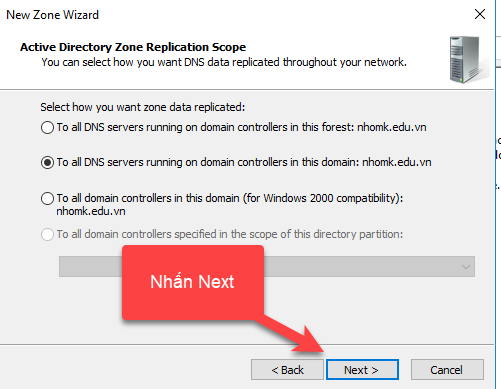 New Zone Wizard
Active Directory Zone Replication Scope
You can select how you want DNS data replicated throughout your network.
Select how you want zone data replicated:
To all DNS servers running on domain controllers in this forest: nhomk.edu.vn
To all DNS servers running on domain controllers in this domain: nhomk.edu.vn
To all domain controllers in this domain (for Windows 2000 compatibility):
nhomk.edu.vn
To all domain controllers specified in the scope of this directory partition:
Nhấn Next
< Back
Next >
Cancel